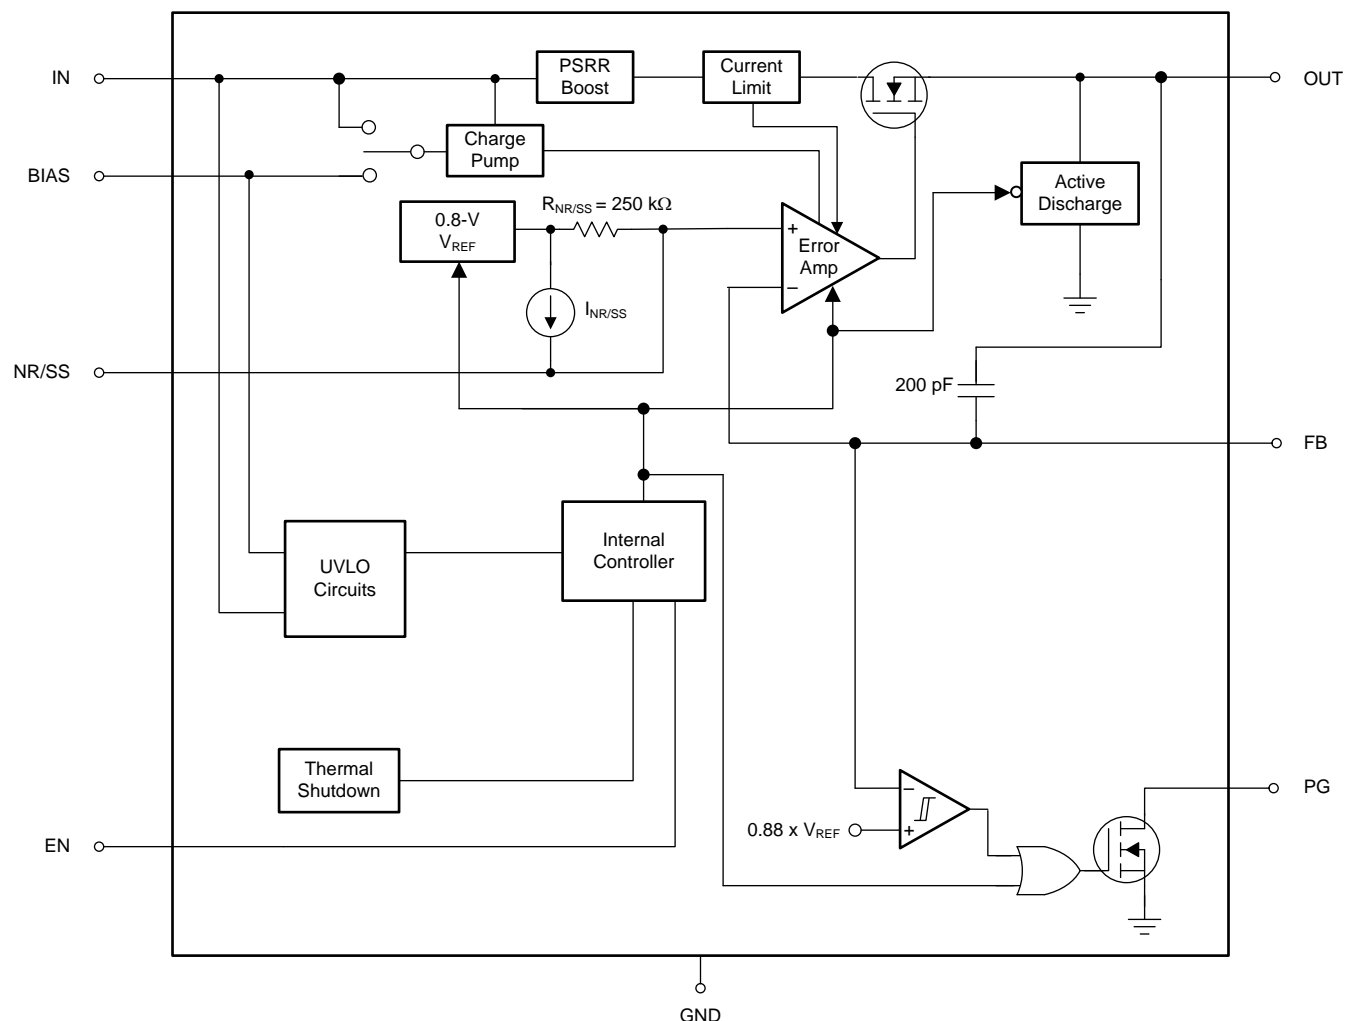 IN
PSRR
Boost
Current
Limit
OUT
Charge
Pump
BIAS
Active
Discharge
0.8-V
VREF
RNR/SS = 250 kΩ
+
Error
Amp
−
INR/SS
NR/SS
200 pF
FB
UVLO
Circuits
Internal
Controller
Thermal
Shutdown
PG
−
0.88 x VREF
+
EN
GND